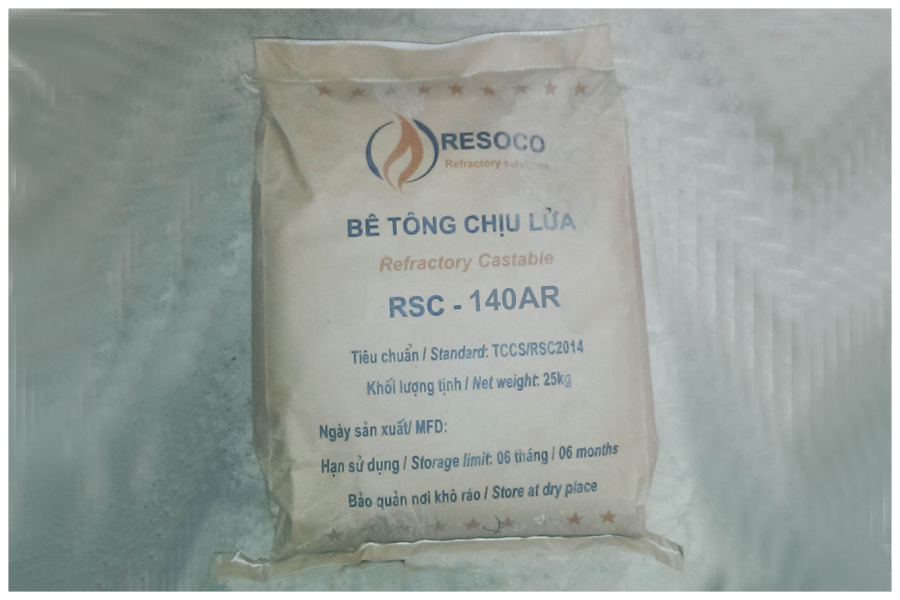 RESOCO
Refractory solutions
BÊ TÔNG CHỊU LỬA
Refractory Castable
RSC - 140AR
Tiêu chuẩn / Standard: TCCS/RSC2014
Khối lượng tịnh / Net weight: 25kg
Ngày sản xuất/ MFD:
Hạn sử dụng / Storage limit: 06 tháng / 06 months
Bảo quản nơi khô ráo / Store at dry place